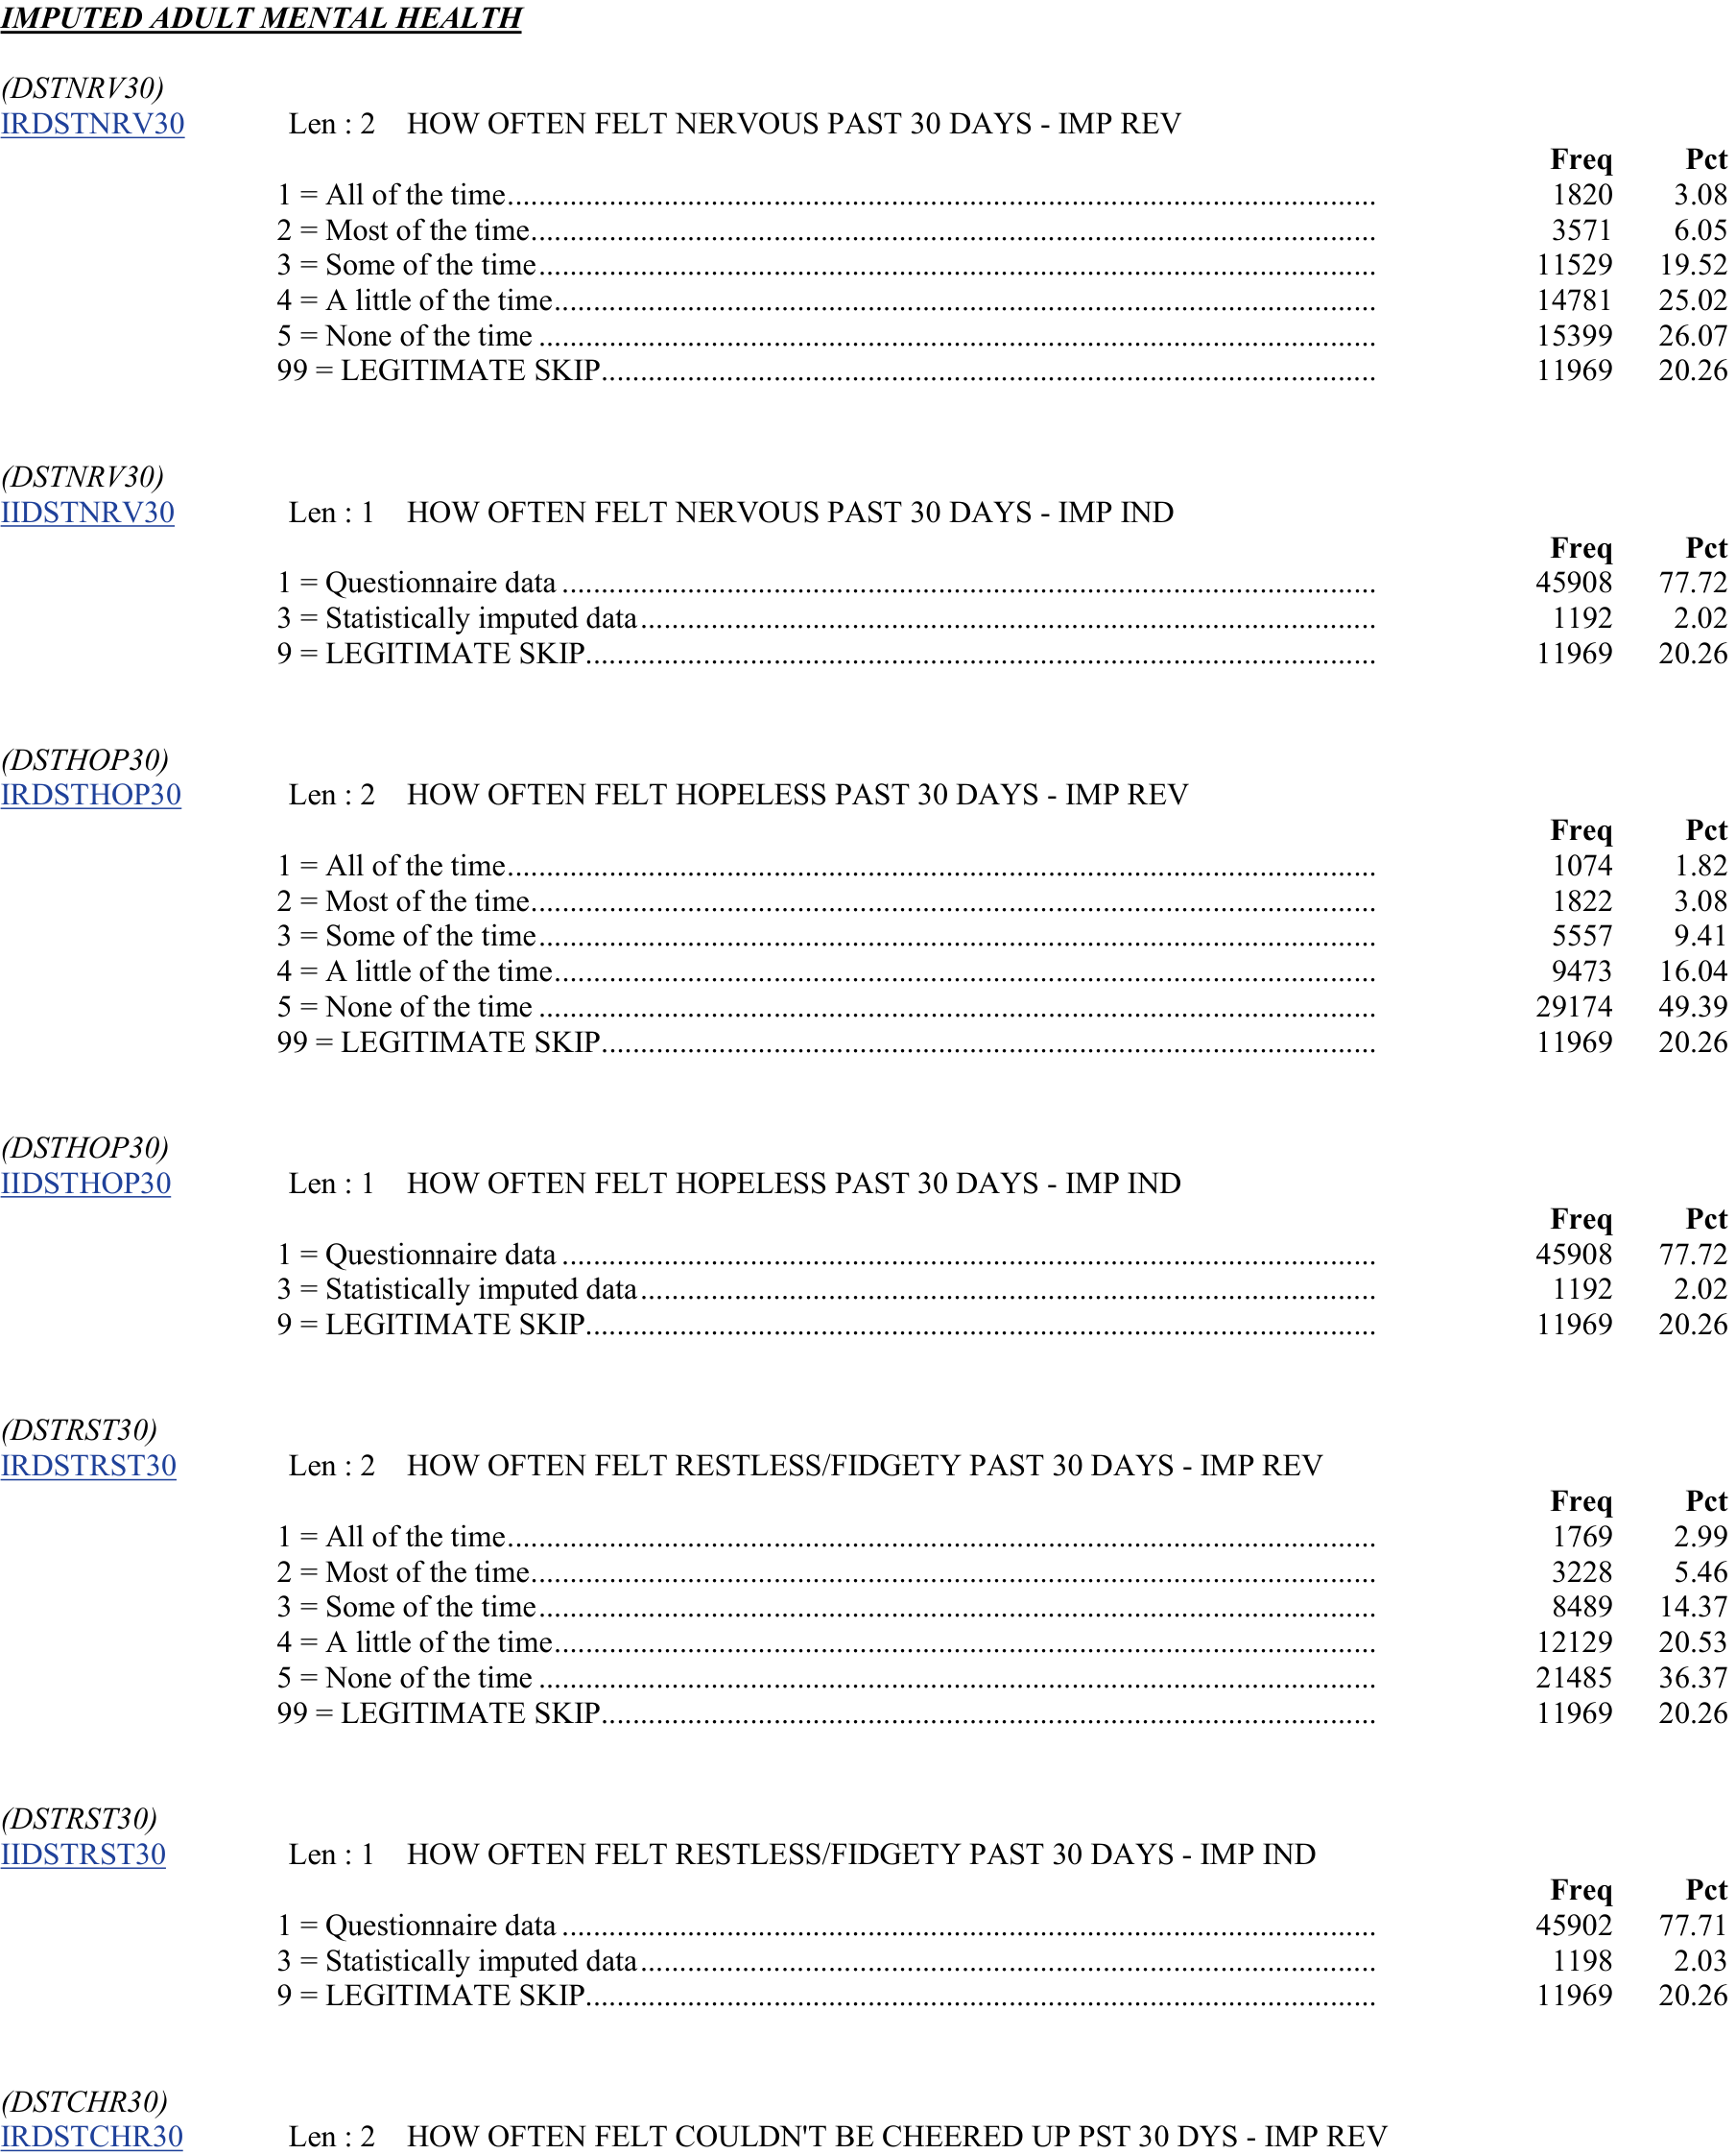 IMPUTED ADULT MENTAL HEALTH
(DSTNRV30)
IRDSTNRV30 Len : 2 HOW OFTEN FELT NERVOUS PAST 30 DAYS - IMP REV
Freq Pct
1 = All of the time 1820 3.08
2 = Most of the time 3571 6.05
3 = Some of the time 11529 19.52
4 = A little of the time 14781 25.02
5 = None of the time 15399 26.07
99 = LEGITIMATE SKIP 11969 20.26
(DSTNRV30)
IIDSTNRV30 Len : 1 HOW OFTEN FELT NERVOUS PAST 30 DAYS - IMP IND
Freq Pct
1 = Questionnaire data 45908 77.72
3 = Statistically imputed data 1192 2.02
9 = LEGITIMATE SKIP 11969 20.26
(DSTHOP30)
IRDSTHOP30 Len : 2 HOW OFTEN FELT HOPELESS PAST 30 DAYS - IMP REV
Freq Pct
1 = All of the time 1074 1.82
2 = Most of the time 1822 3.08
3 = Some of the time 5557 9.41
4 = A little of the time 9473 16.04
5 = None of the time 29174 49.39
99 = LEGITIMATE SKIP 11969 20.26
(DSTHOP30)
IIDSTHOP30 Len : 1 HOW OFTEN FELT HOPELESS PAST 30 DAYS - IMP IND
Freq Pct
1 = Questionnaire data 45908 77.72
3 = Statistically imputed data 1192 2.02
9 = LEGITIMATE SKIP 11969 20.26
(DSTRST30)
IRDSTRST30 Len : 2 HOW OFTEN FELT RESTLESS/FIDGETY PAST 30 DAYS - IMP REV
Freq Pct
1 = All of the time 1769 2.99
2 = Most of the time 3228 5.46
3 = Some of the time 8489 14.37
4 = A little of the time 12129 20.53
5 = None of the time 21485 36.37
99 = LEGITIMATE SKIP 11969 20.26
(DSTRST30)
IIDSTRST30 Len : 1 HOW OFTEN FELT RESTLESS/FIDGETY PAST 30 DAYS - IMP IND
Freq Pct
1 = Questionnaire data 45902 77.71
3 = Statistically imputed data 1198 2.03
9 = LEGITIMATE SKIP 11969 20.26
(DSTCHR30)
IRDSTCHR30 Len : 2 HOW OFTEN FELT COULDN'T BE CHEERED UP PST 30 DYS - IMP REV